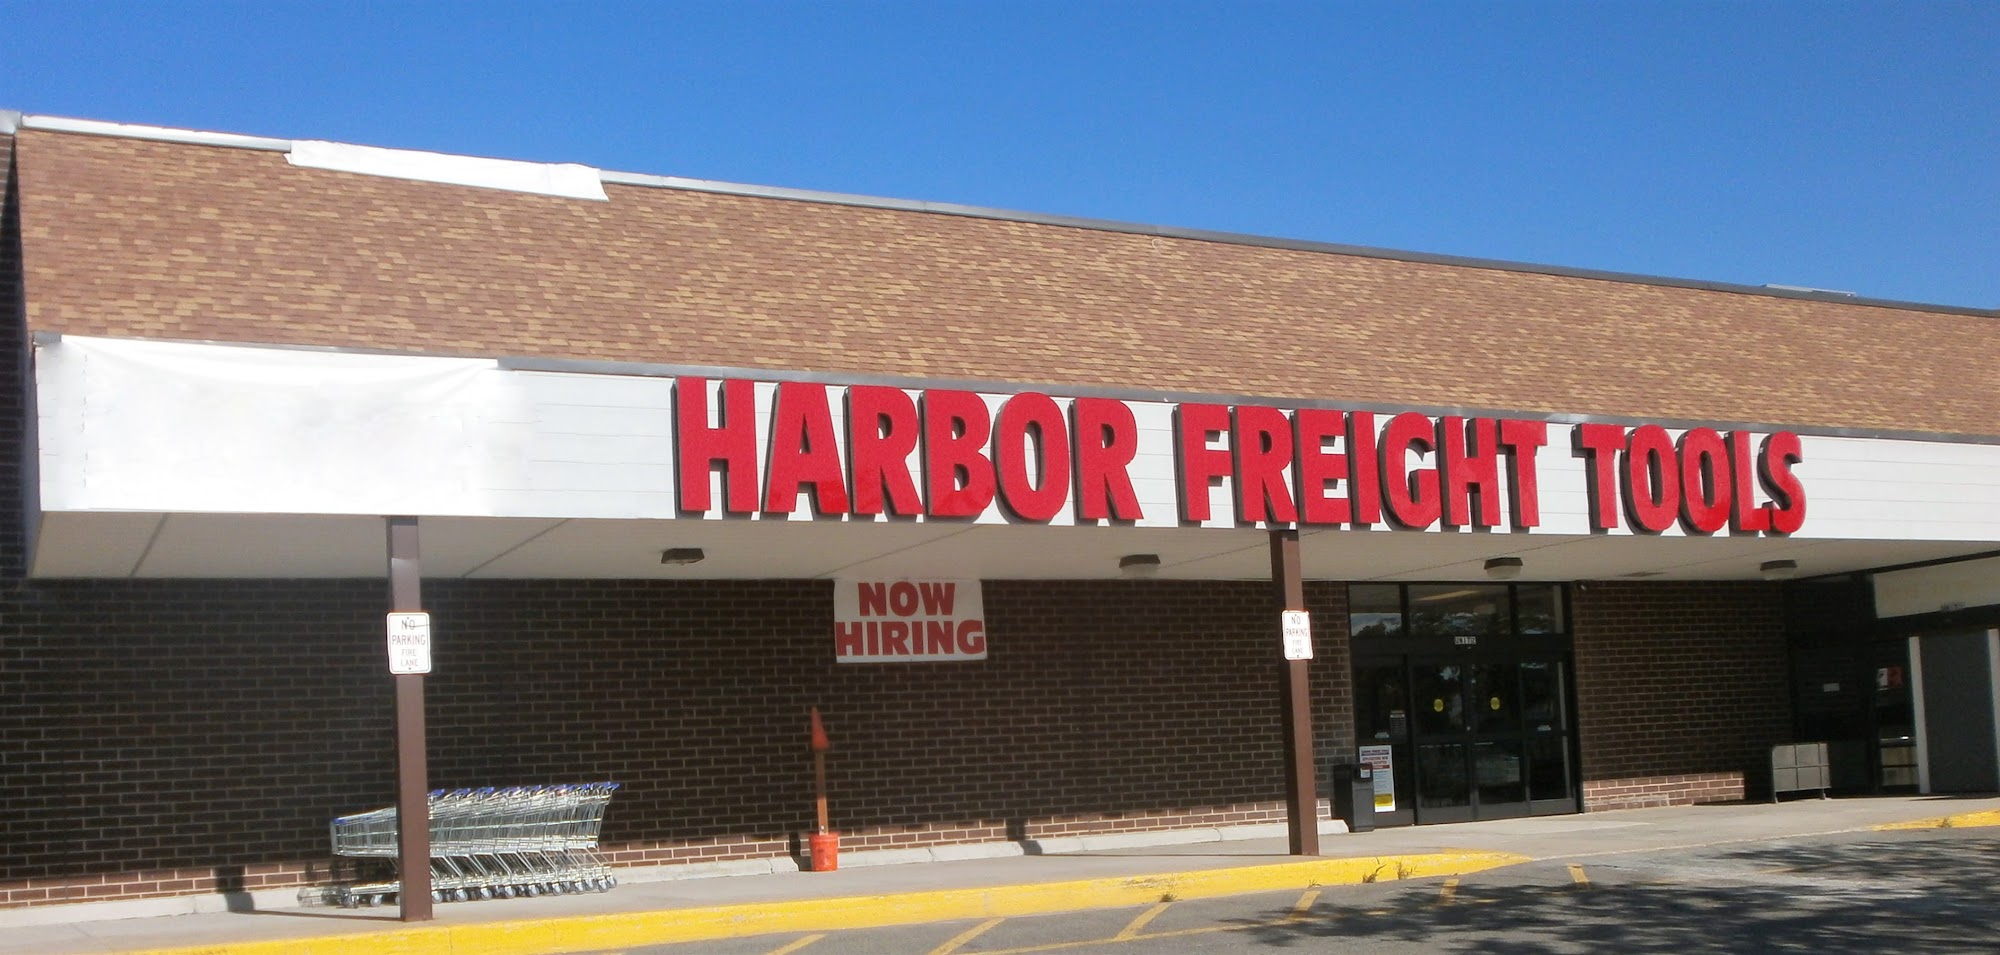 HARBOR FREIGHT TOOLS
NOW
HIRING
NO
PARKING
FIRE
LANE
NO
PARKING
FIRE
LANE